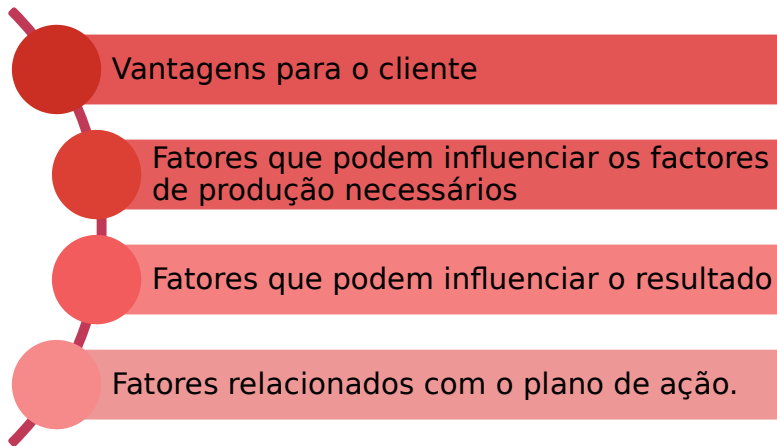 Vantagens para o cliente
Fatores que podem influenciar os factores
de produção necessários
Fatores que podem influenciar o resultado
Fatores relacionados com o plano de ação.